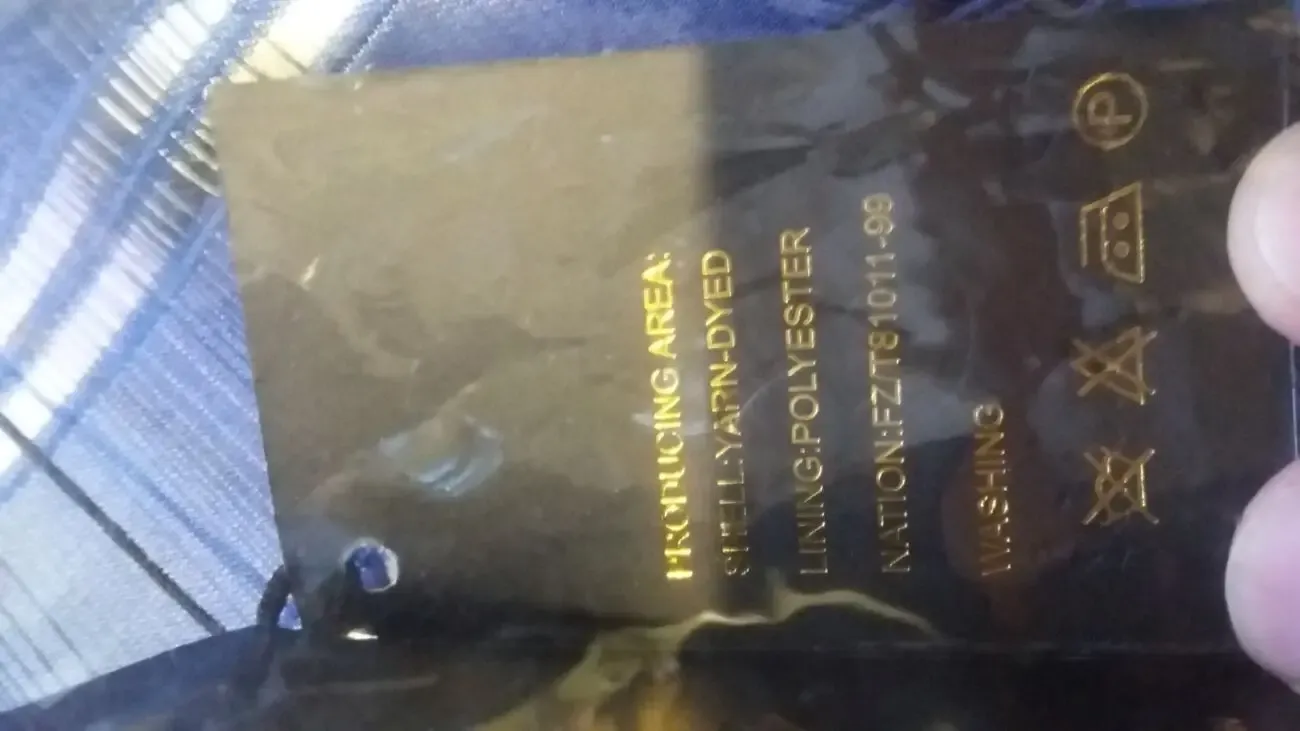 PRODUCING AREA:
SHELL:YARN-DYED
LINING:POLYESTER
NATION:FZ/T81011-99
WASHING
P